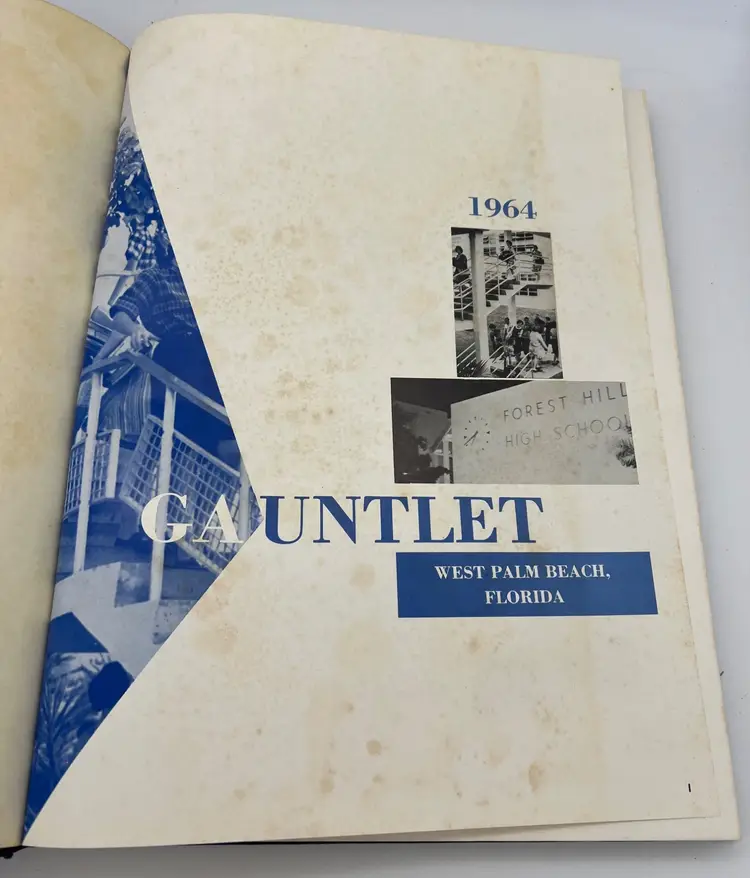 1964
FOREST HILL
HIGH SCHOOL
GAUNTLET
WEST PALM BEACH,
FLORIDA
1